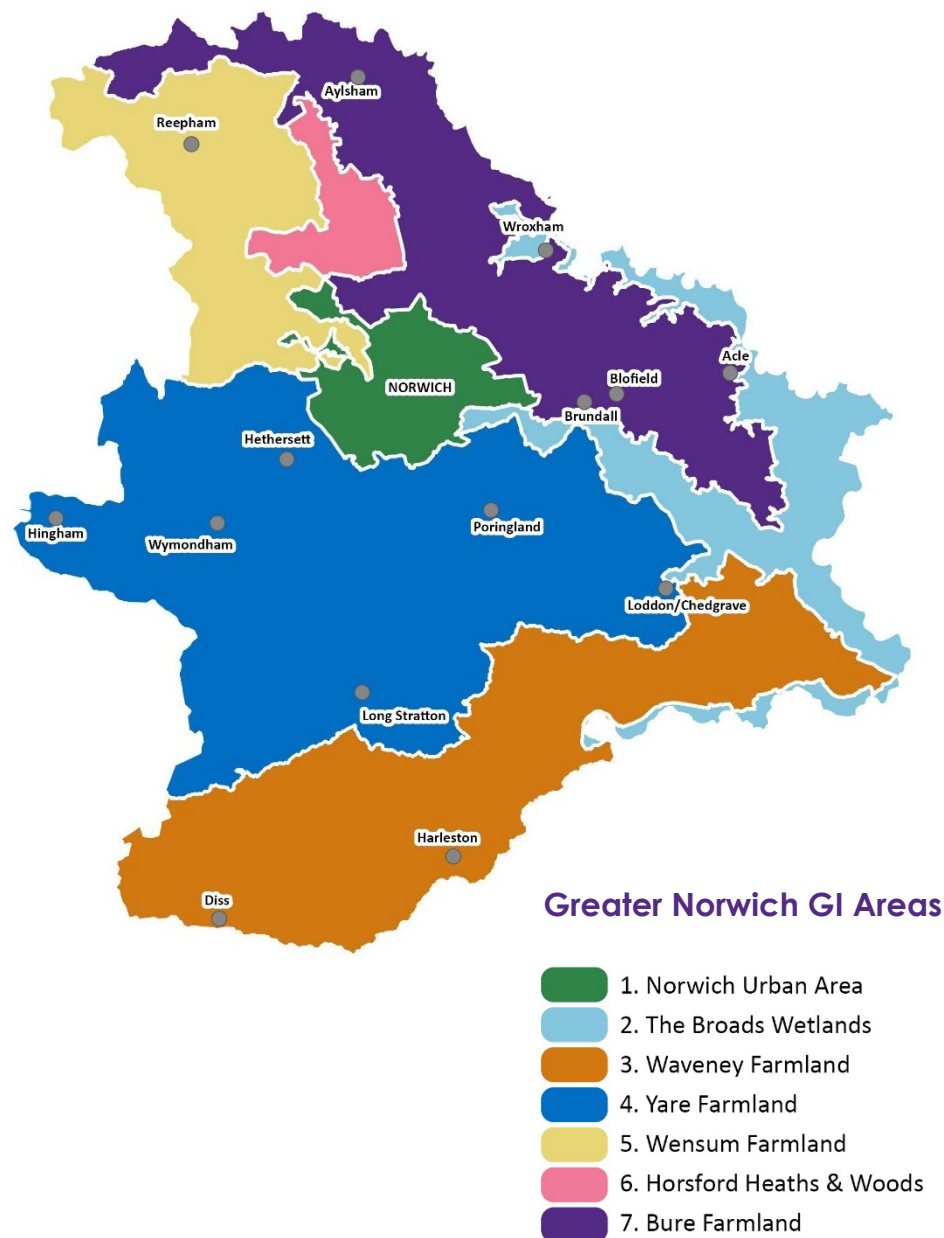 Aylsham
Reepham
Wroxham
Acle
NORWICH
Blofield
Brundall
Hethersett
Hingham
Wymondham
Poringland
Loddon/Chedgrave
Long Stratton
Harleston
Diss
Greater Norwich GI Areas
1. Norwich Urban Area
2. The Broads Wetlands
3. Waveney Farmland
4. Yare Farmland
5. Wensum Farmland
6. Horsford Heaths & Woods
7. Bure Farmland